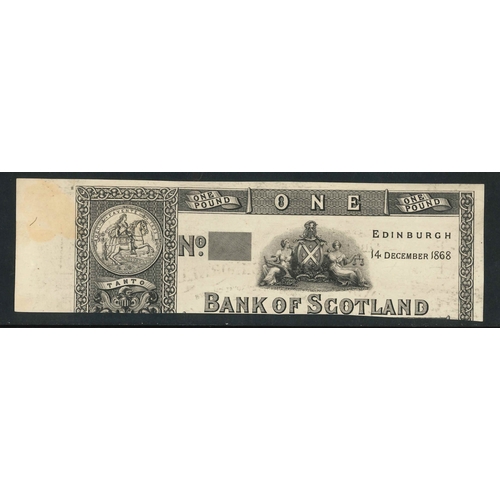 ONE POUND
ONE
ONE POUND
No.
EDINBURGH
14 DECEMBER 1868
TANTO
BANK OF SCOTLAND